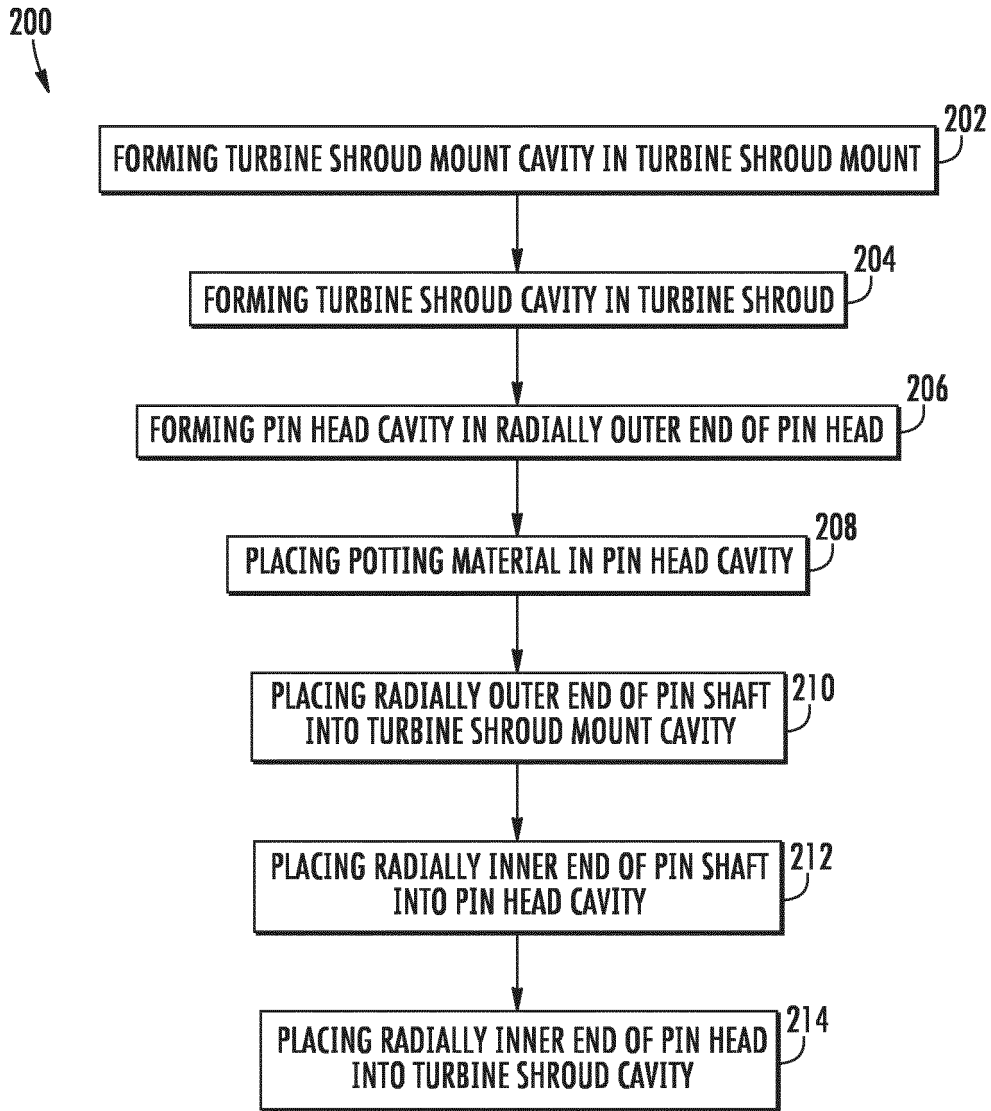 200
202
FORMING TURBINE SHROUD MOUNT CAVITY IN TURBINE SHROUD MOUNT
204
FORMING TURBINE SHROUD CAVITY IN TURBINE SHROUD
206
FORMING PIN HEAD CAVITY IN RADIALLY OUTER END OF PIN HEAD
208
PLACING POTTING MATERIAL IN PIN HEAD CAVITY
210
PLACING RADIALLY OUTER END OF PIN SHAFT
INTO TURBINE SHROUD MOUNT CAVITY
212
PLACING RADIALLY INNER END OF PIN SHAFT
INTO PIN HEAD CAVITY
214
PLACING RADIALLY INNER END OF PIN HEAD
INTO TURBINE SHROUD CAVITY